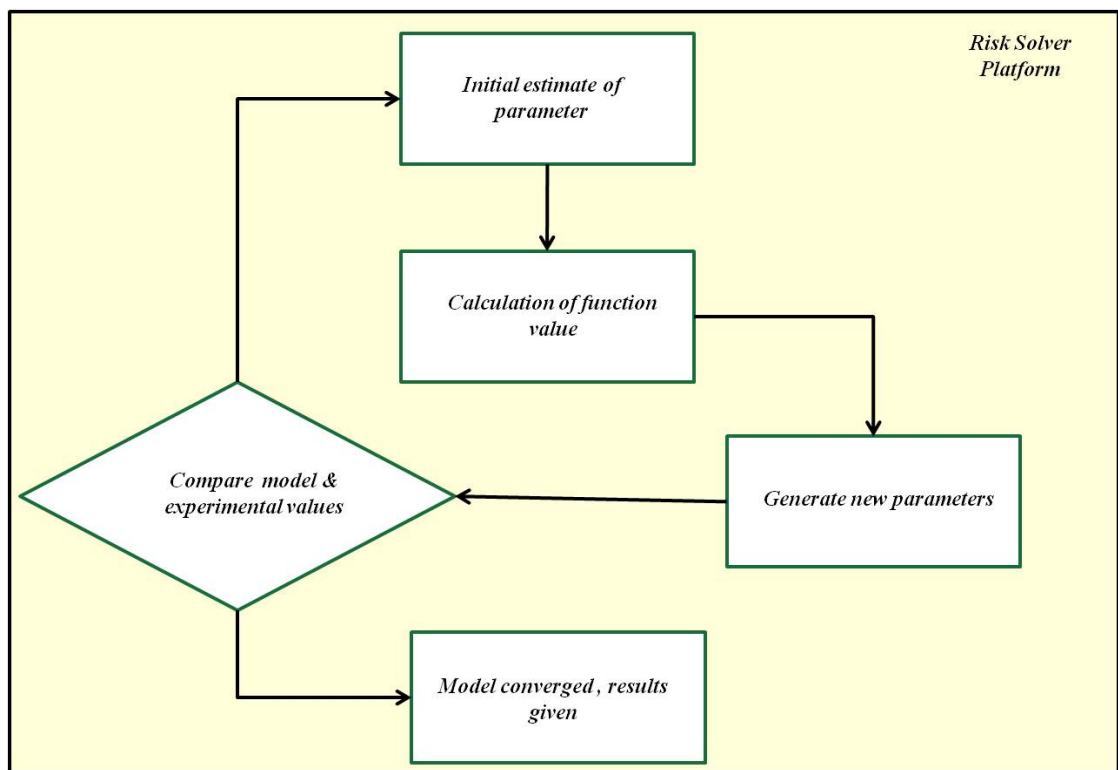 Risk Solver
Platform
Initial estimate of
parameter
Calculation of function
value
Generate new parameters
Compare model &
experimental values
Model converged , results
given